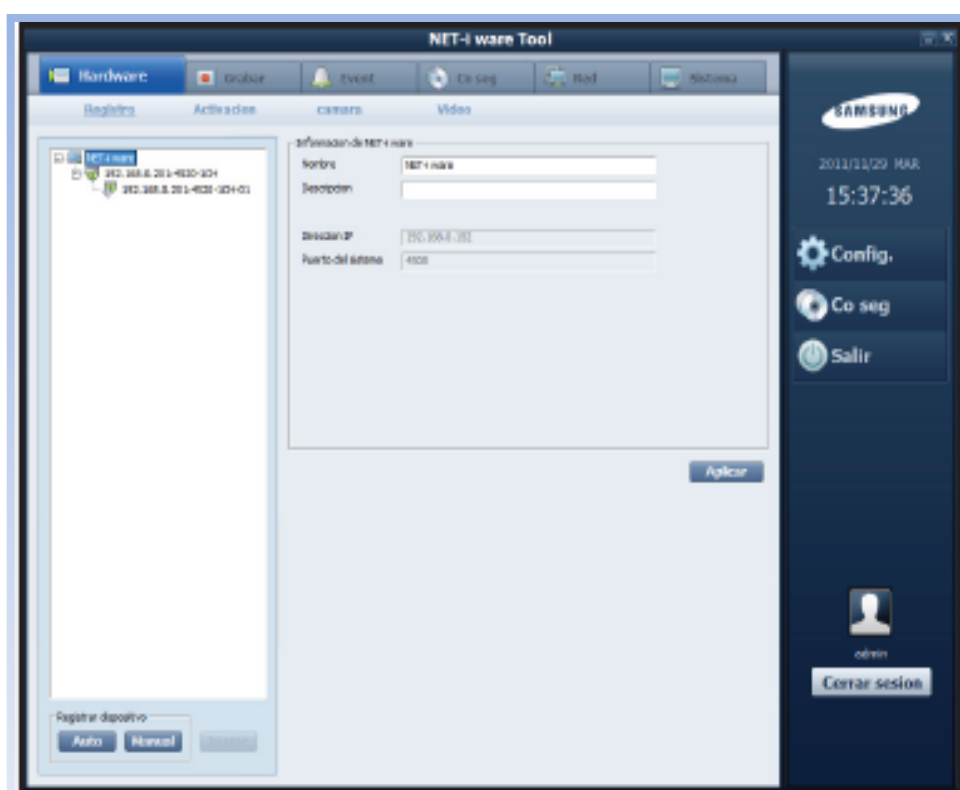 NET-i ware Tool
Hardware Grabar Event Co seg Red Sistema
Registro Activacion camara Video
SAMSUNG
2011/11/29 MAR
15:37:36
Config.
Co seg
Salir
admin
Cerrar sesion
Informacion de NET-i ware
Nombre NET-i ware
Descripcion
Direccion IP
Puerto del sistema
NET-i ware
Aplicar
Registrar dispositivo
Auto Manual